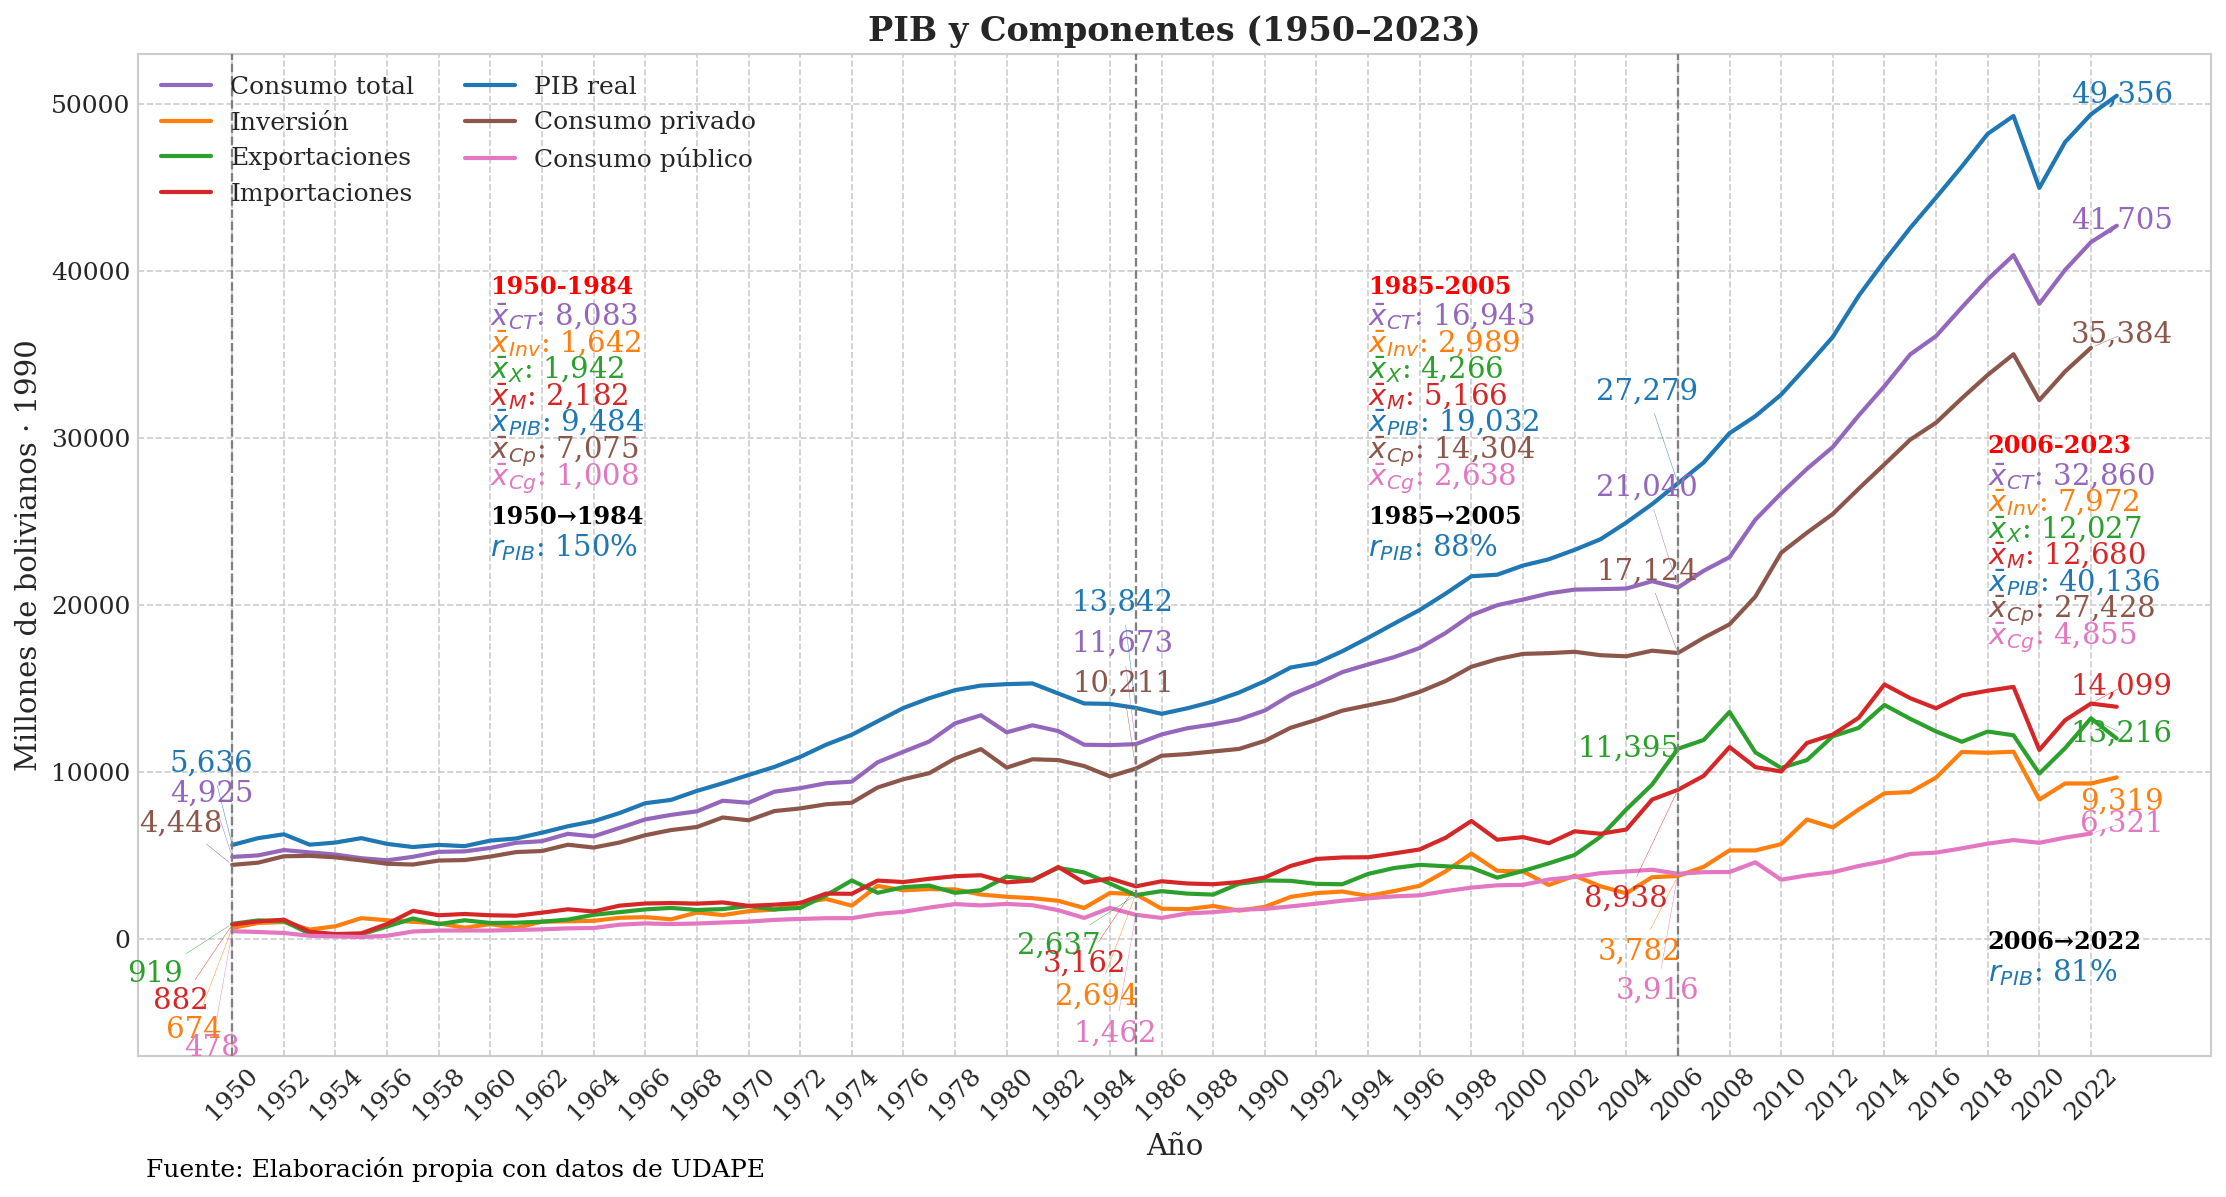 PIB y Componentes (1950–2023)
Consumo total
Inversión
Exportaciones
Importaciones
PIB real
Consumo privado
Consumo público
Millones de bolivianos · 1990
50000
40000
30000
20000
10000
0
1950-1984
x̄CT: 8,083
x̄Inv: 1,642
x̄X: 1,942
x̄M: 2,182
x̄PIB: 9,484
x̄Cp: 7,075
x̄Cg: 1,008
1950→1984
rPIB: 150%
1985-2005
x̄CT: 16,943
x̄Inv: 2,989
x̄X: 4,266
x̄M: 5,166
x̄PIB: 19,032
x̄Cp: 14,304
x̄Cg: 2,638
1985→2005
rPIB: 88%
2006-2023
x̄CT: 32,860
x̄Inv: 7,972
x̄X: 12,027
x̄M: 12,680
x̄PIB: 40,136
x̄Cp: 27,428
x̄Cg: 4,855
2006→2022
rPIB: 81%
5,636
4,925
4,448
919
882
674
478
13,842
11,673
10,211
2,637
3,162
2,694
1,462
27,279
21,040
17,124
11,395
8,938
3,782
3,916
49,356
41,705
35,384
14,099
13,216
9,319
6,321
1950 1952 1954 1956 1958 1960 1962 1964 1966 1968 1970 1972 1974 1976 1978 1980 1982 1984 1986 1988 1990 1992 1994 1996 1998 2000 2002 2004 2006 2008 2010 2012 2014 2016 2018 2020 2022
Año
Fuente: Elaboración propia con datos de UDAPE